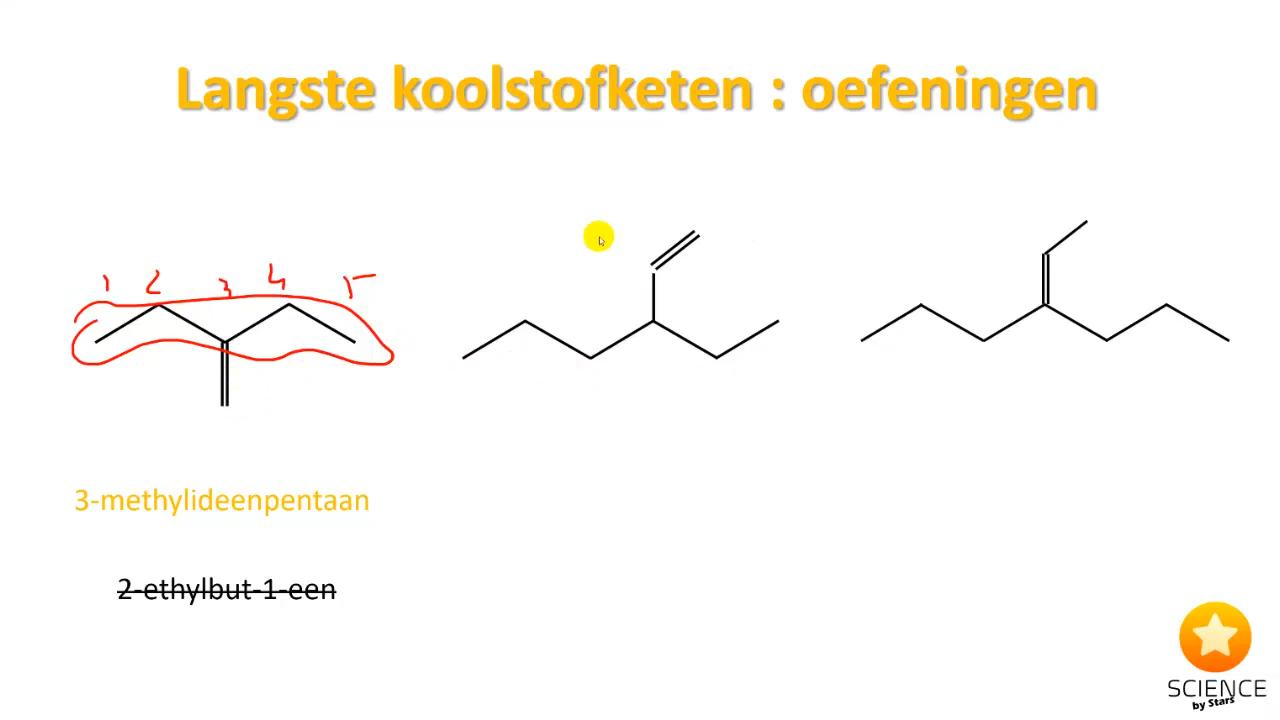 Langste koolstofketen : oefeningen
1 2 3 4 5
3-methylideenpentaan
2-ethylbut-1-een
SCIENCE
by Stars